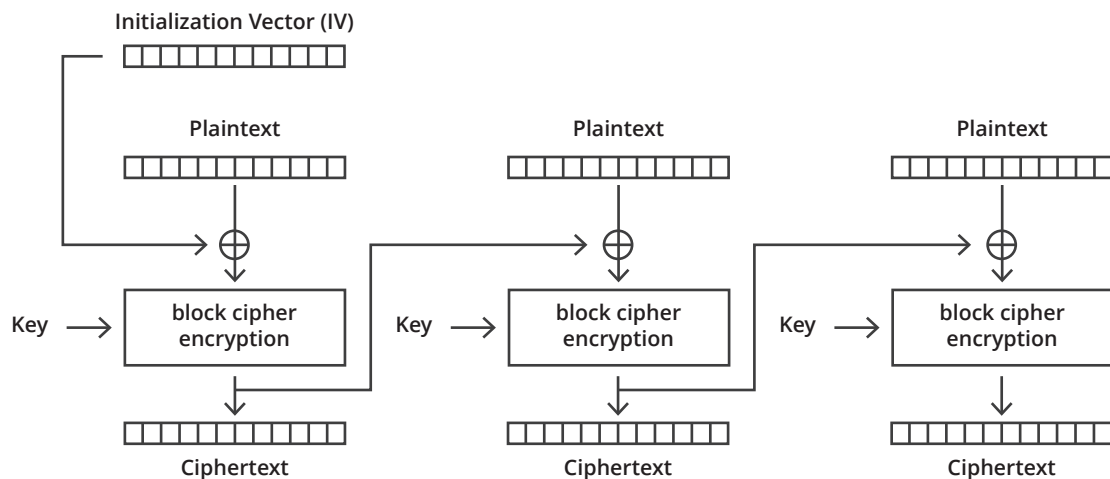 Initialization Vector (IV)
Plaintext
Plaintext
Plaintext
Key
block cipher
encryption
Key
block cipher
encryption
Key
block cipher
encryption
Ciphertext
Ciphertext
Ciphertext